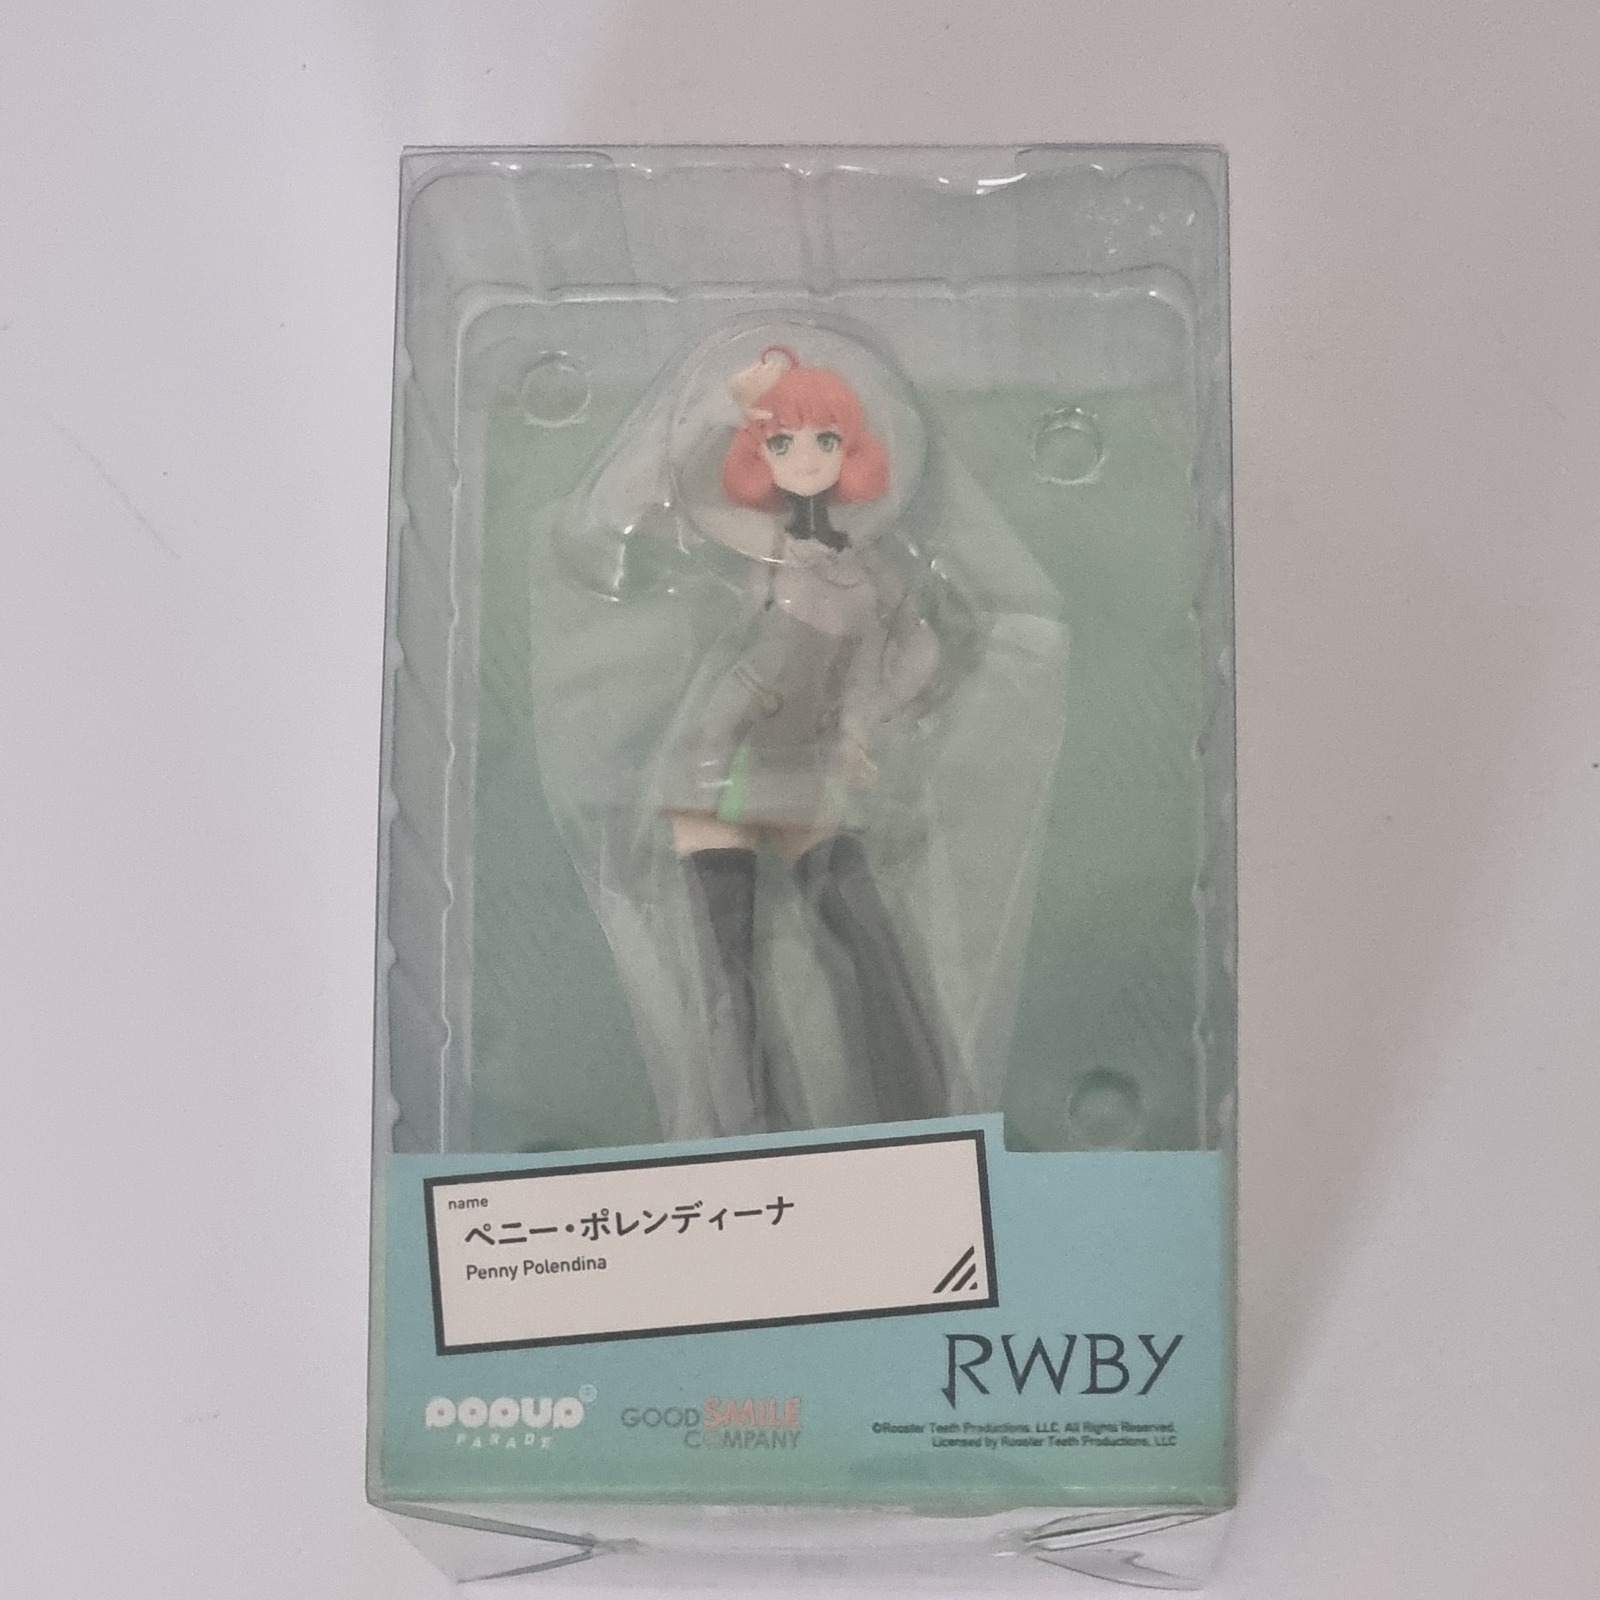 name
ペニー・ポレンディーナ
Penny Polendina
RWBY
POPUP
PARADE
GOOD SMILE
COMPANY
©Rooster Teeth Productions, LLC, All Rights Reserved.
Licensed by Rooster Teeth Productions, LLC